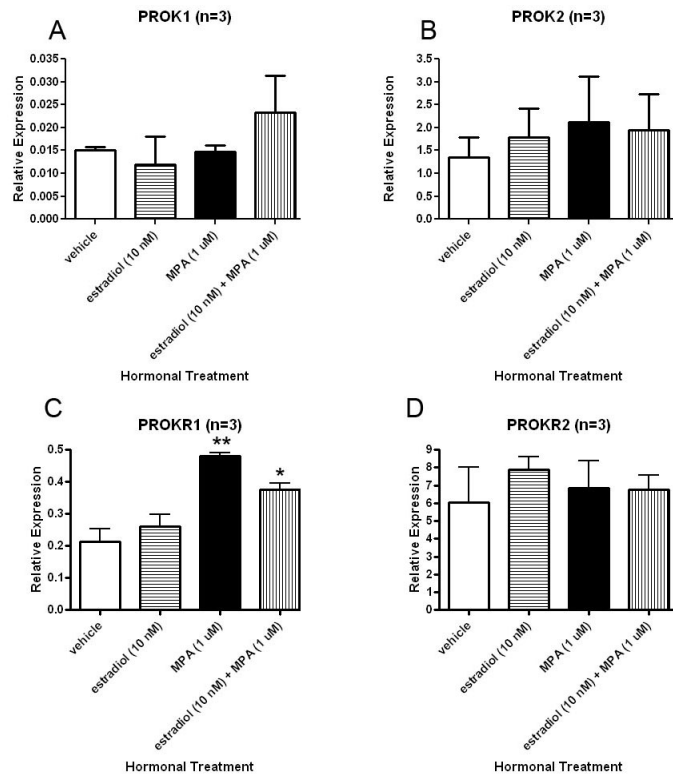 A
PROK1 (n=3)
Relative Expression
0.035
0.030
0.025
0.020
0.015
0.010
0.005
0.000
vehicle
estradiol (10 nM)
MPA (1 uM)
estradiol (10 nM) + MPA (1 uM)
Hormonal Treatment
B
PROK2 (n=3)
Relative Expression
3.5
3.0
2.5
2.0
1.5
1.0
0.5
0.0
vehicle
estradiol (10 nM)
MPA (1 uM)
estradiol (10 nM) + MPA (1 uM)
Hormonal Treatment
C
PROKR1 (n=3)
Relative Expression
0.5
0.4
0.3
0.2
0.1
0.0
**
*
vehicle
estradiol (10 nM)
MPA (1 uM)
estradiol (10 nM) + MPA (1 uM)
Hormonal Treatment
D
PROKR2 (n=3)
Relative Expression
9
8
7
6
5
4
3
2
1
0
vehicle
estradiol (10 nM)
MPA (1 uM)
estradiol (10 nM) + MPA (1 uM)
Hormonal Treatment